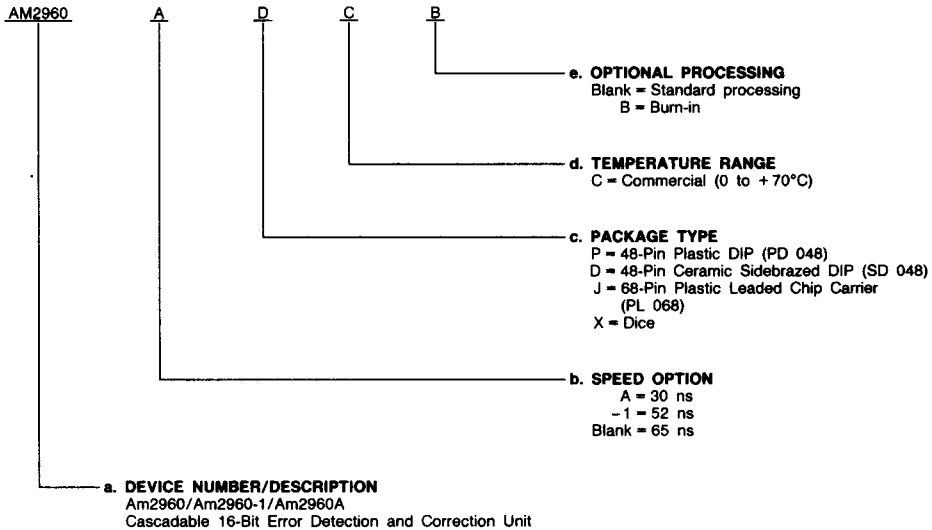 AM2960 A D C B
e. OPTIONAL PROCESSING
Blank = Standard processing
B = Burn-in
d. TEMPERATURE RANGE
C = Commercial (0 to +70°C)
c. PACKAGE TYPE
P = 48-Pin Plastic DIP (PD 048)
D = 48-Pin Ceramic Sidebrazed DIP (SD 048)
J = 68-Pin Plastic Leaded Chip Carrier
(PL 068)
X = Dice
b. SPEED OPTION
A = 30 ns
-1 = 52 ns
Blank = 65 ns
a. DEVICE NUMBER/DESCRIPTION
Am2960/Am2960-1/Am2960A
Cascadable 16-Bit Error Detection and Correction Unit